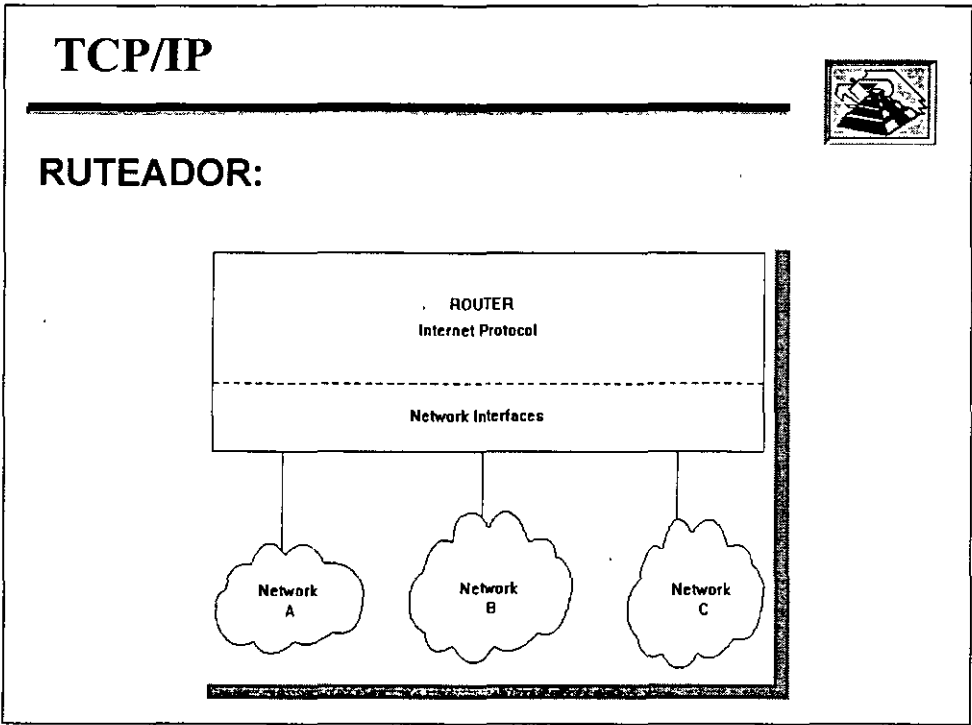 TCP/IP
RUTEADOR:
ROUTER
Internet Protocol
Network Interfaces
Network
A
Network
B
Network
C